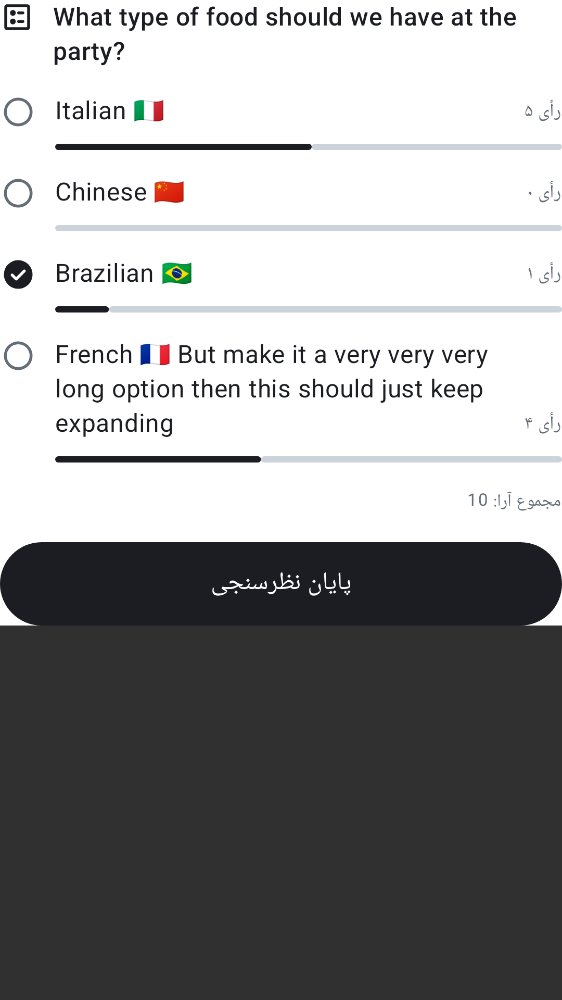 What type of food should we have at the
party?
Italian 🇮🇹
۵ رأی
Chinese 🇨🇳
۰ رأی
Brazilian 🇧🇷
۱ رأی
French 🇫🇷 But make it a very very very
long option then this should just keep
expanding
۴ رأی
مجموع آرا: 10
پایان نظرسنجی